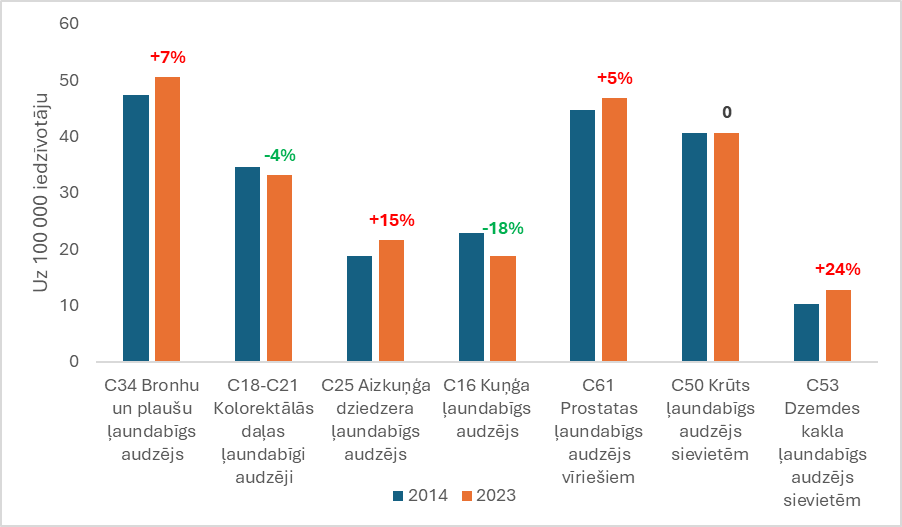 60
50
40
30
20
10
0
Uz 100 000 iedzīvotāju
+7%
-4%
+15%
-18%
+5%
0
+24%
C34 Bronhu
un plaušu
ļaundabīgs
audzējs
C18-C21
Kolorektālās
daļas
ļaundabīgi
audzēji
C25 Aizkuņģa
dziedzera
ļaundabīgs
audzējs
C16 Kuņģa
ļaundabīgs
audzējs
C61
Prostatas
ļaundabīgs
audzējs
vīriešiem
C50 Krūts
ļaundabīgs
audzējs
sievietēm
C53
Dzemdes
kakla
ļaundabīgs
audzējs
sievietēm
2014 2023